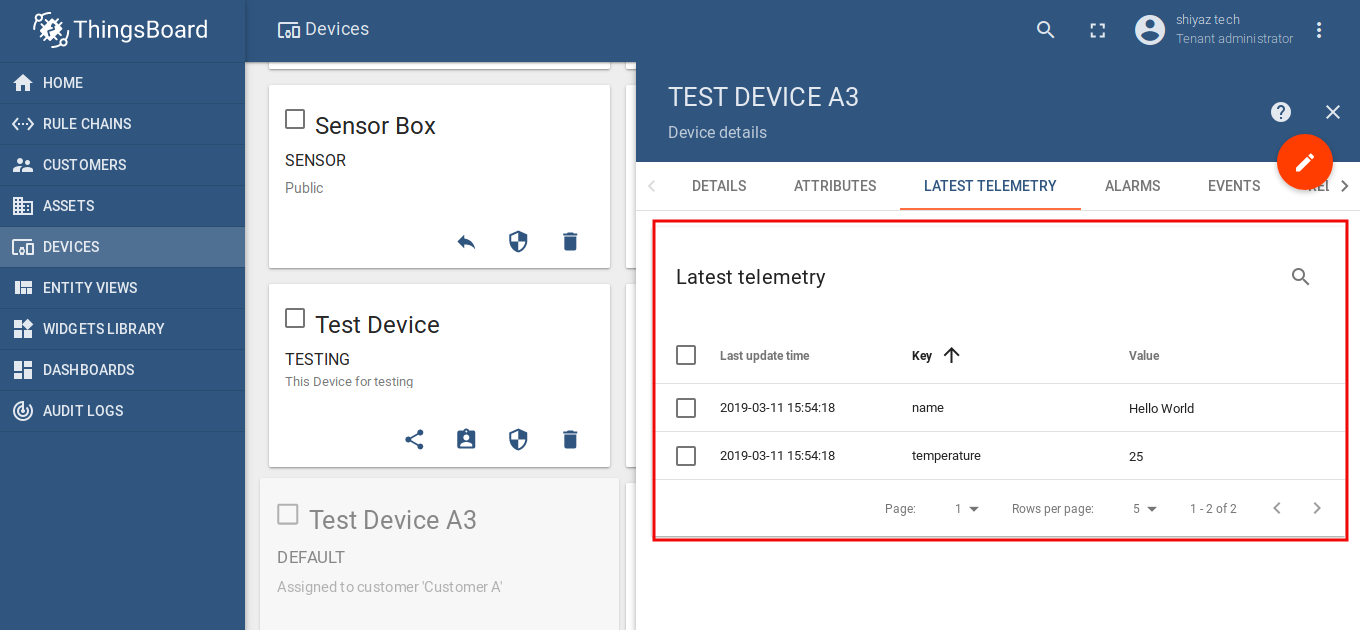 ThingsBoard
Devices
shiyaz tech
Tenant administrator
HOME
RULE CHAINS
CUSTOMERS
ASSETS
DEVICES
ENTITY VIEWS
WIDGETS LIBRARY
DASHBOARDS
AUDIT LOGS
Sensor Box
SENSOR
Public
Test Device
TESTING
This Device for testing
Test Device A3
DEFAULT
Assigned to customer 'Customer A'
TEST DEVICE A3
Device details
DETAILS ATTRIBUTES LATEST TELEMETRY ALARMS EVENTS
Latest telemetry
Last update time Key Value
2019-03-11 15:54:18 name Hello World
2019-03-11 15:54:18 temperature 25
Page: 1 Rows per page: 5 1 - 2 of 2